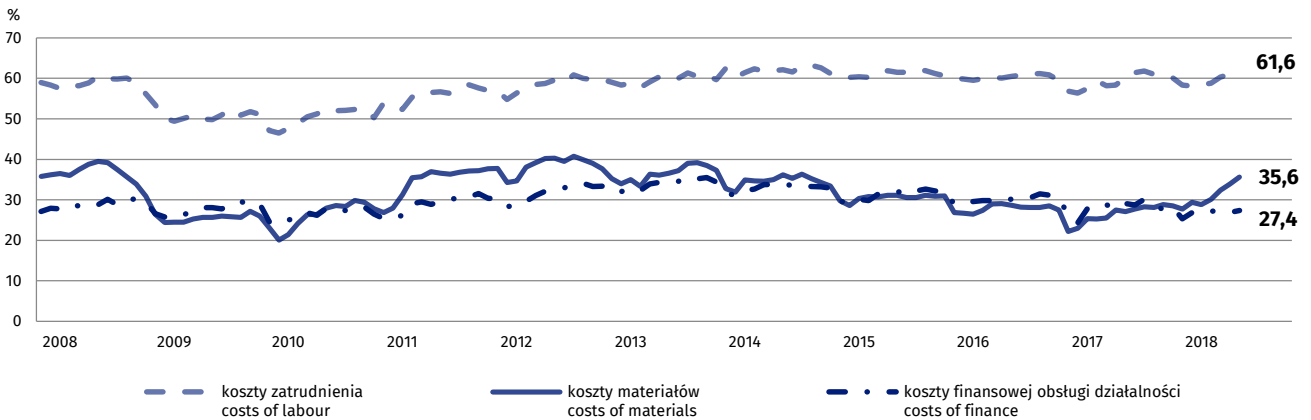 %
70
60
50
40
30
20
10
0
61,6
35,6
27,4
2008 2009 2010 2011 2012 2013 2014 2015 2016 2017 2018
koszty zatrudnienia
costs of labour
koszty materiałów
costs of materials
koszty finansowej obsługi działalności
costs of finance